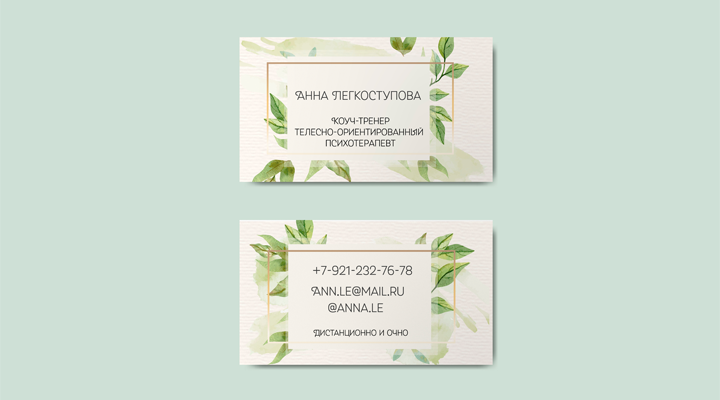 АННА ЛЕГКОСТУПОВА
КОУЧ-ТРЕНЕР
ТЕЛЕСНО-ОРИЕНТИРОВАННЫЙ
ПСИХОТЕРАПЕВТ
+7-921-232-76-78
ANN.LE@MAIL.RU
@ANNA.LE
ДИСТАНЦИОННО И ОЧНО